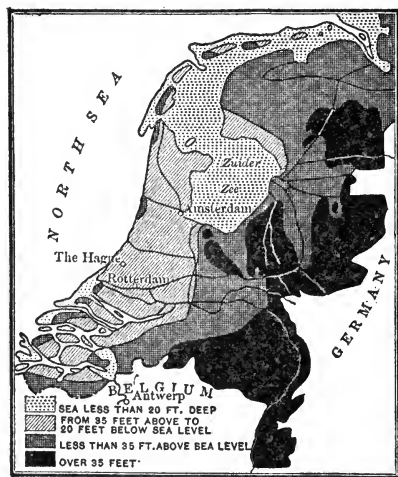 NORTH SEA
Zuider
Zee
Amsterdam
The Hague
Rotterdam
GERMANY
BELGIUM
Antwerp
SEA LESS THAN 20 FT. DEEP
FROM 35 FEET ABOVE TO
20 FEET BELOW SEA LEVEL
LESS THAN 35 FT. ABOVE SEA LEVEL
OVER 35 FEET